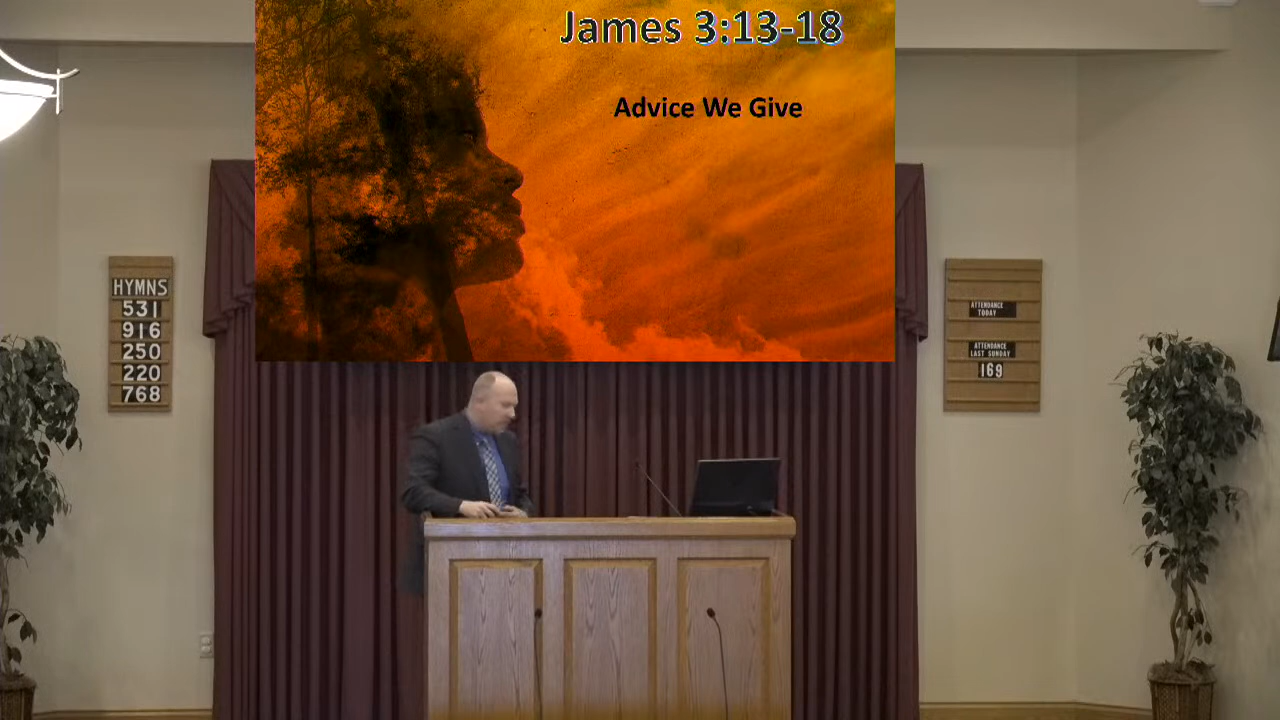 James 3:13-18
Advice We Give
HYMNS
531
916
250
220
768
ATTENDANCE
TODAY
ATTENDANCE
LAST SUNDAY
169